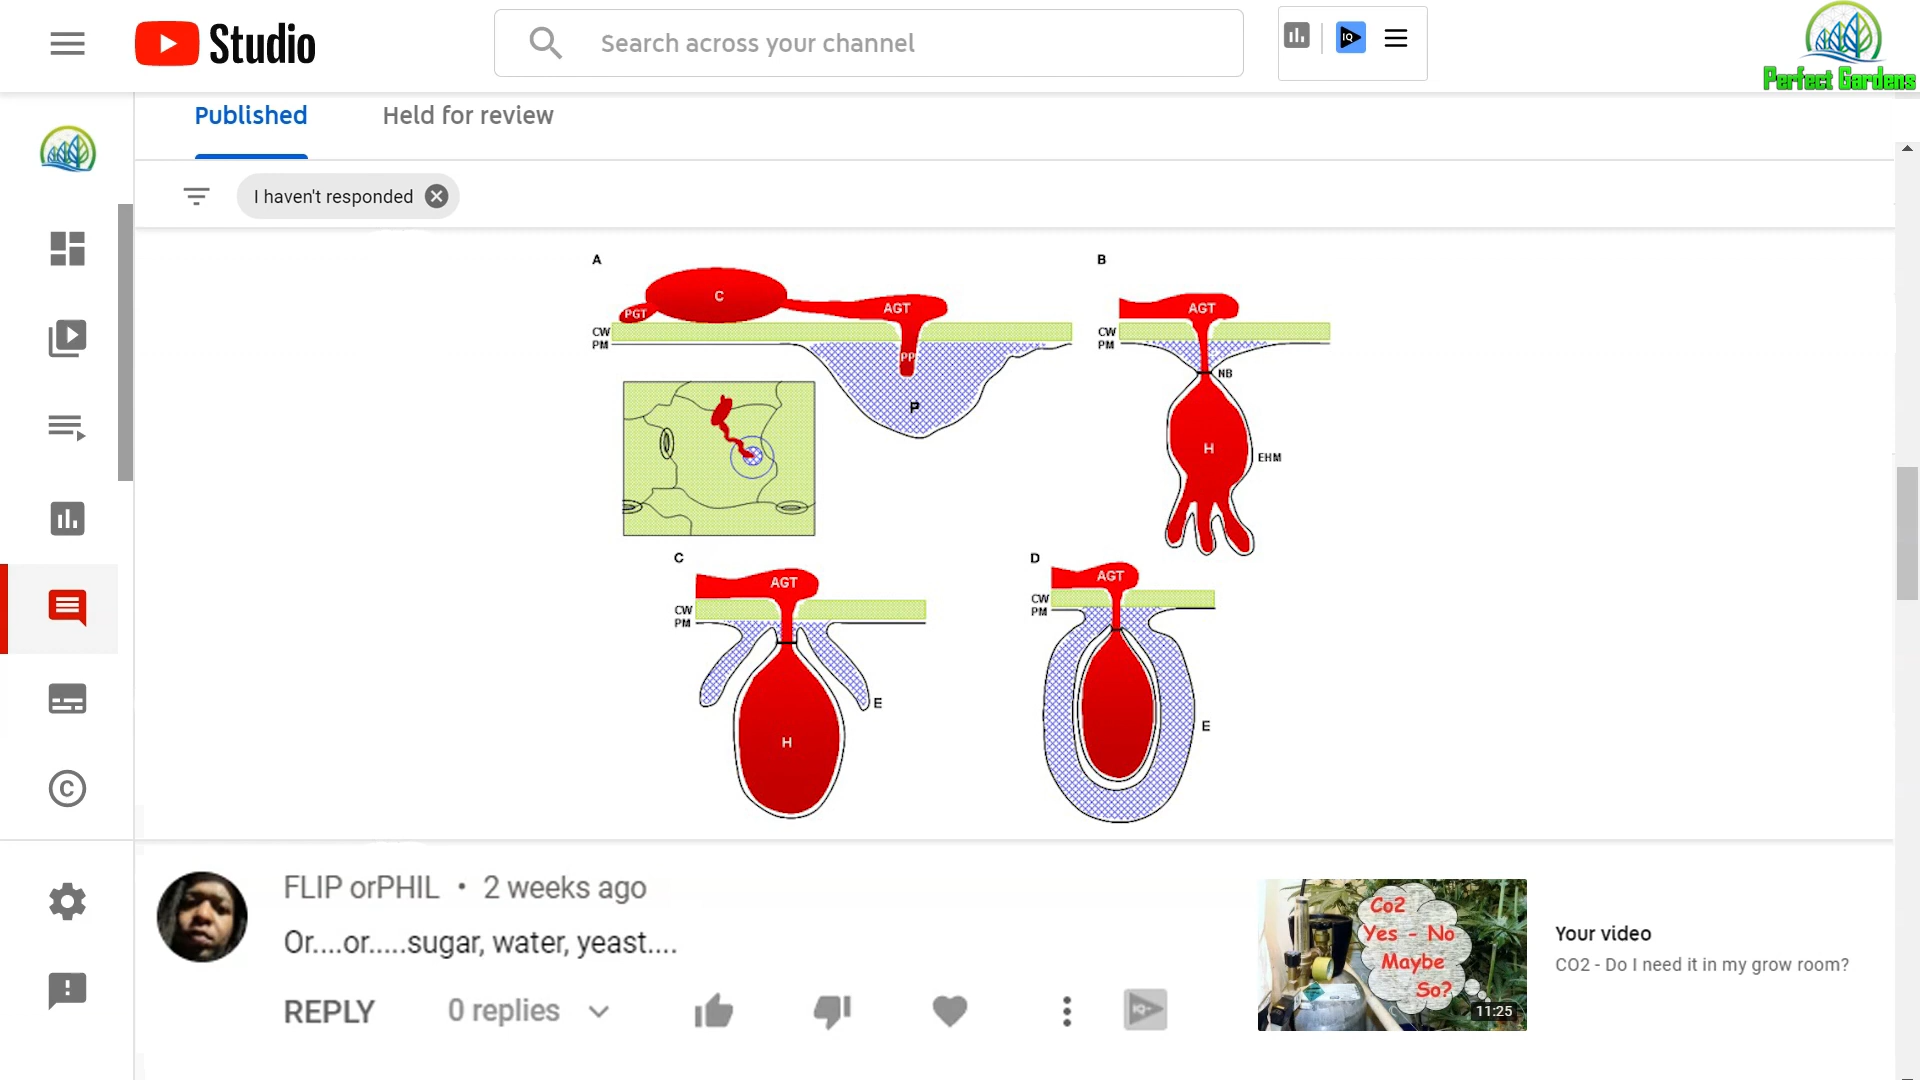 Studio
Search across your channel
IQ
Perfect Gardens
Published
Held for review
I haven't responded
A
B
C
AGT
AGT
PGT
CW
PM
CW
PM
PP
NB
P
H
EHM
C
D
AGT
AGT
CW
PM
CW
PM
E
E
H
FLIP orPHIL • 2 weeks ago
Or....or.....sugar, water, yeast....
REPLY
0 replies
IQ+
Co2
Yes - No
Maybe
So?
11:25
Your video
CO2 - Do I need it in my grow room?